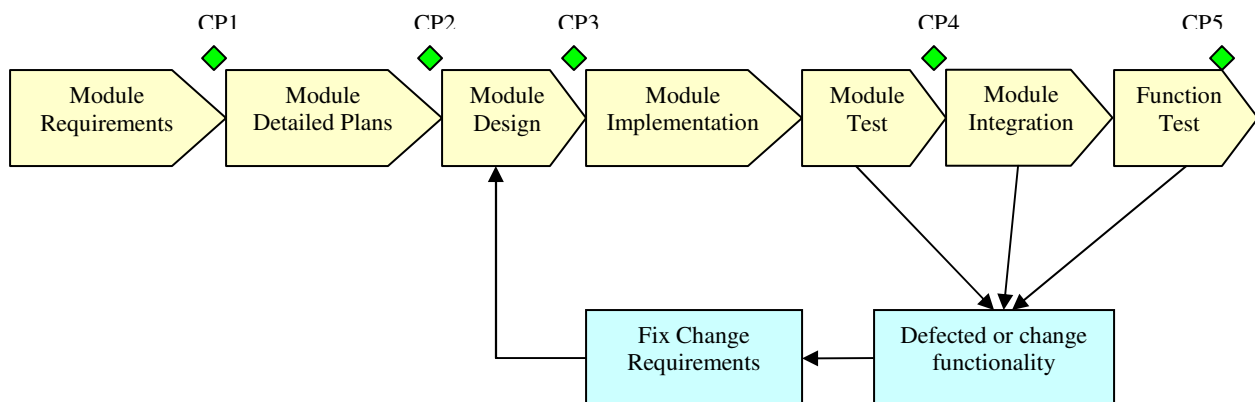 CP1
CP2
CP3
CP4
CP5
Module
Requirements
Module
Detailed Plans
Module
Design
Module
Implementation
Module
Test
Module
Integration
Function
Test
Fix Change
Requirements
Defected or change
functionality